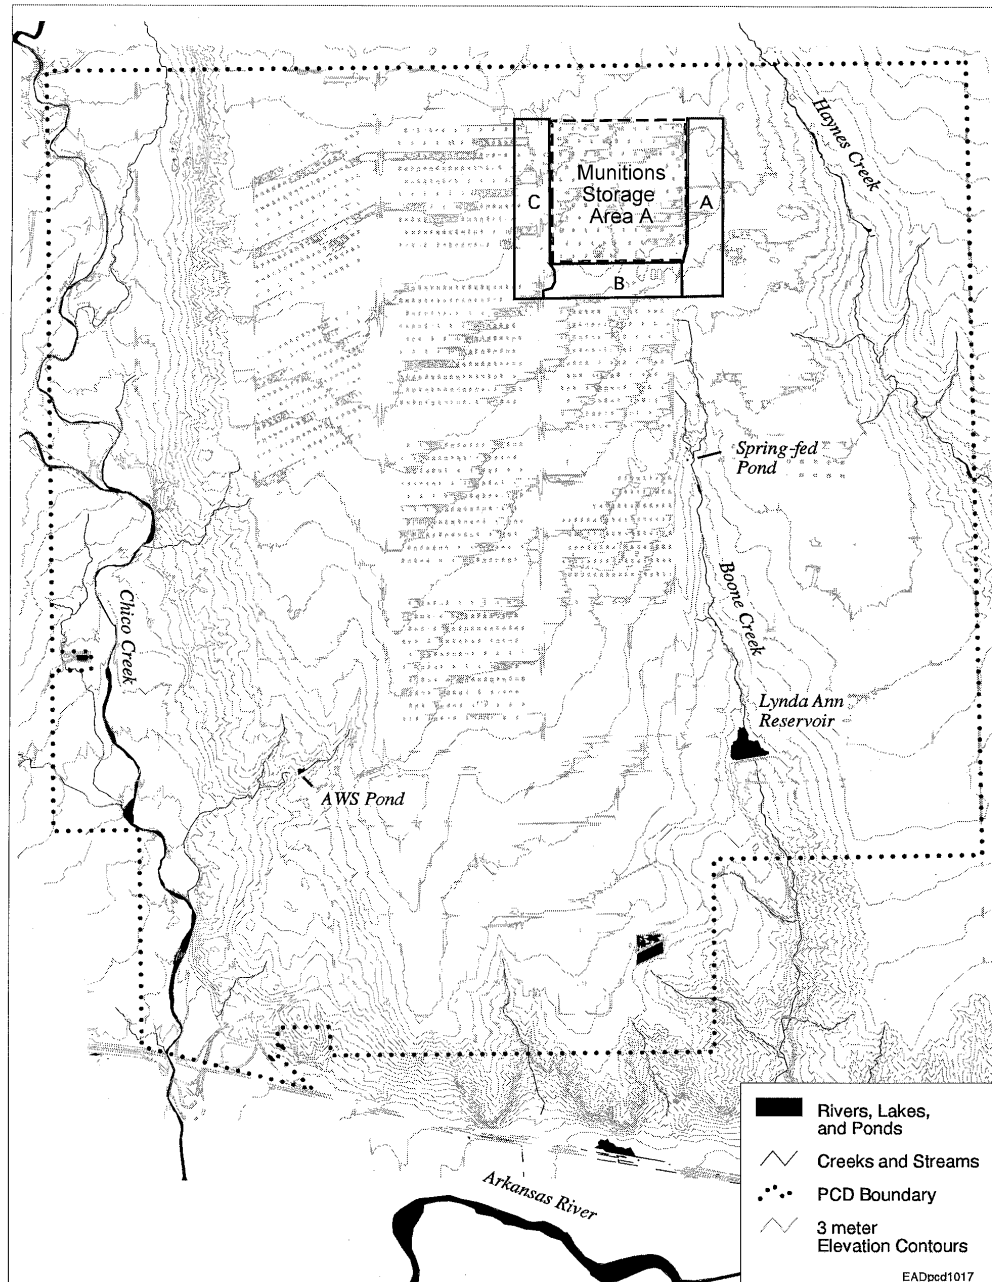 Haynes Creek
Munitions
Storage
Area A
C
A
B
Spring-fed
Pond
Boone Creek
Chico Creek
Lynda Ann
Reservoir
AWS Pond
Arkansas River
Rivers, Lakes,
and Ponds
Creeks and Streams
PCD Boundary
3 meter
Elevation Contours
EADpcd1017